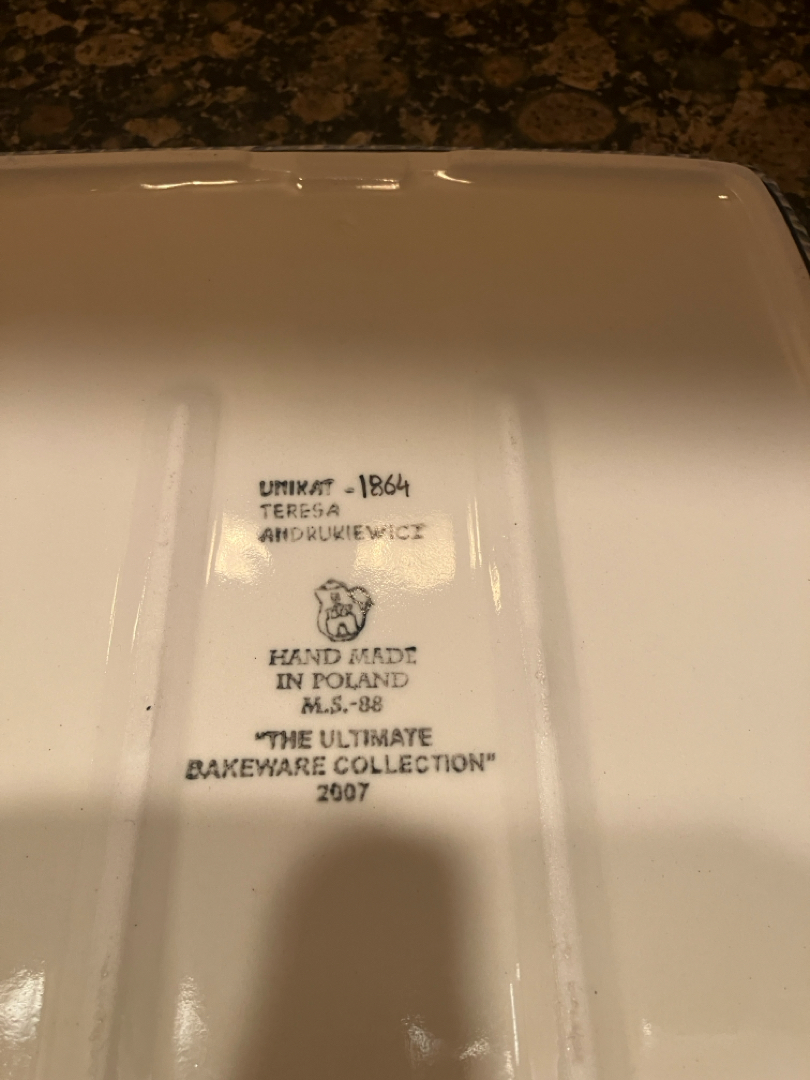 UNIKAT - 1864
TERESA
ANDRUKIEWICZ
HAND MADE
IN POLAND
M.S.-88
"THE ULTIMATE
BAKEWARE COLLECTION"
2007